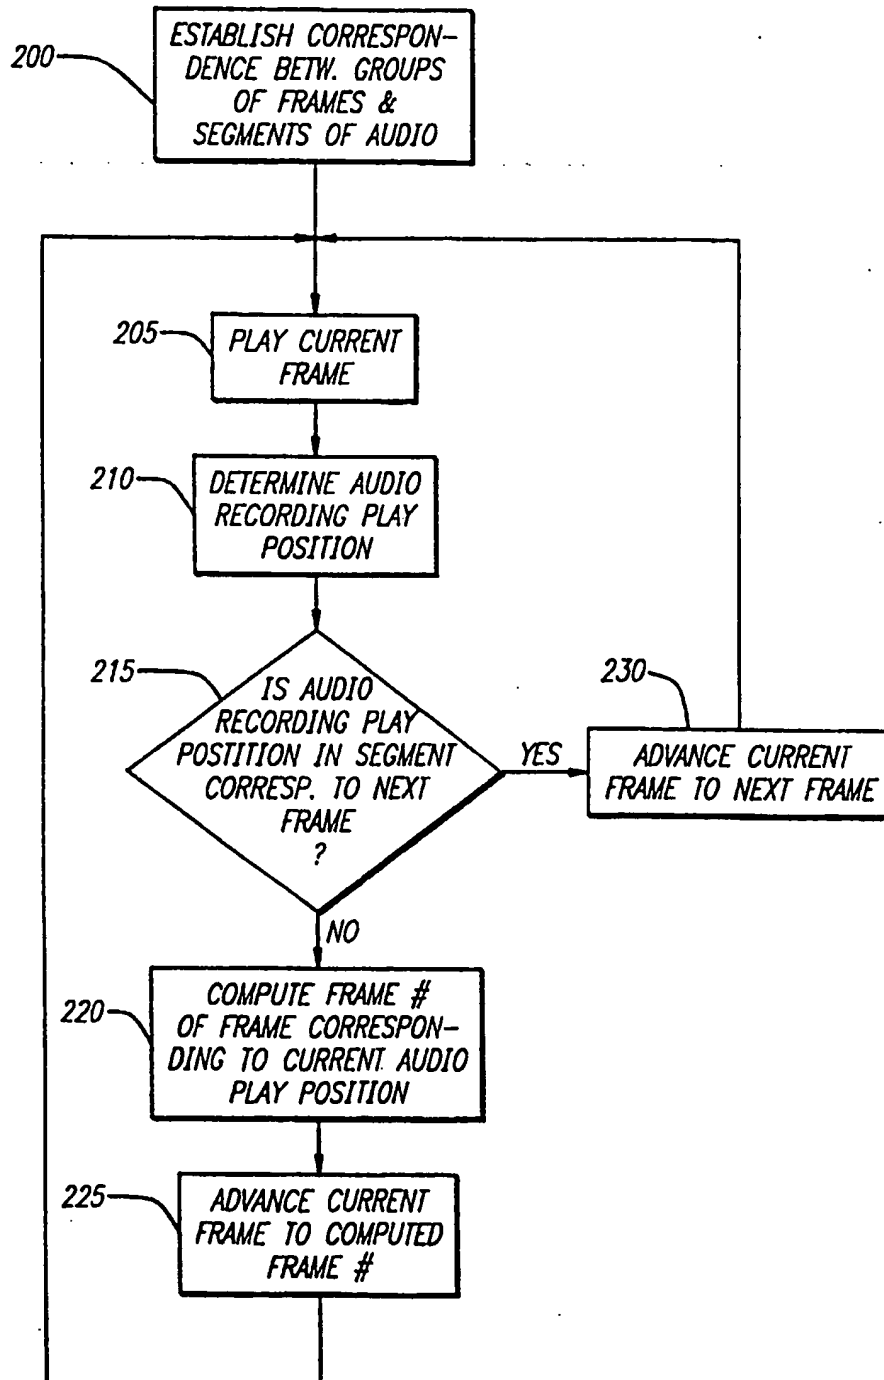 200
ESTABLISH CORRESPON-
DENCE BETW. GROUPS
OF FRAMES &
SEGMENTS OF AUDIO
205
PLAY CURRENT
FRAME
210
DETERMINE AUDIO
RECORDING PLAY
POSITION
215
IS AUDIO
RECORDING PLAY
POSTITION IN SEGMENT
CORRESP. TO NEXT
FRAME
?
YES
230
ADVANCE CURRENT
FRAME TO NEXT FRAME
NO
220
COMPUTE FRAME #
OF FRAME CORRESPON-
DING TO CURRENT AUDIO
PLAY POSITION
225
ADVANCE CURRENT
FRAME TO COMPUTED
FRAME #